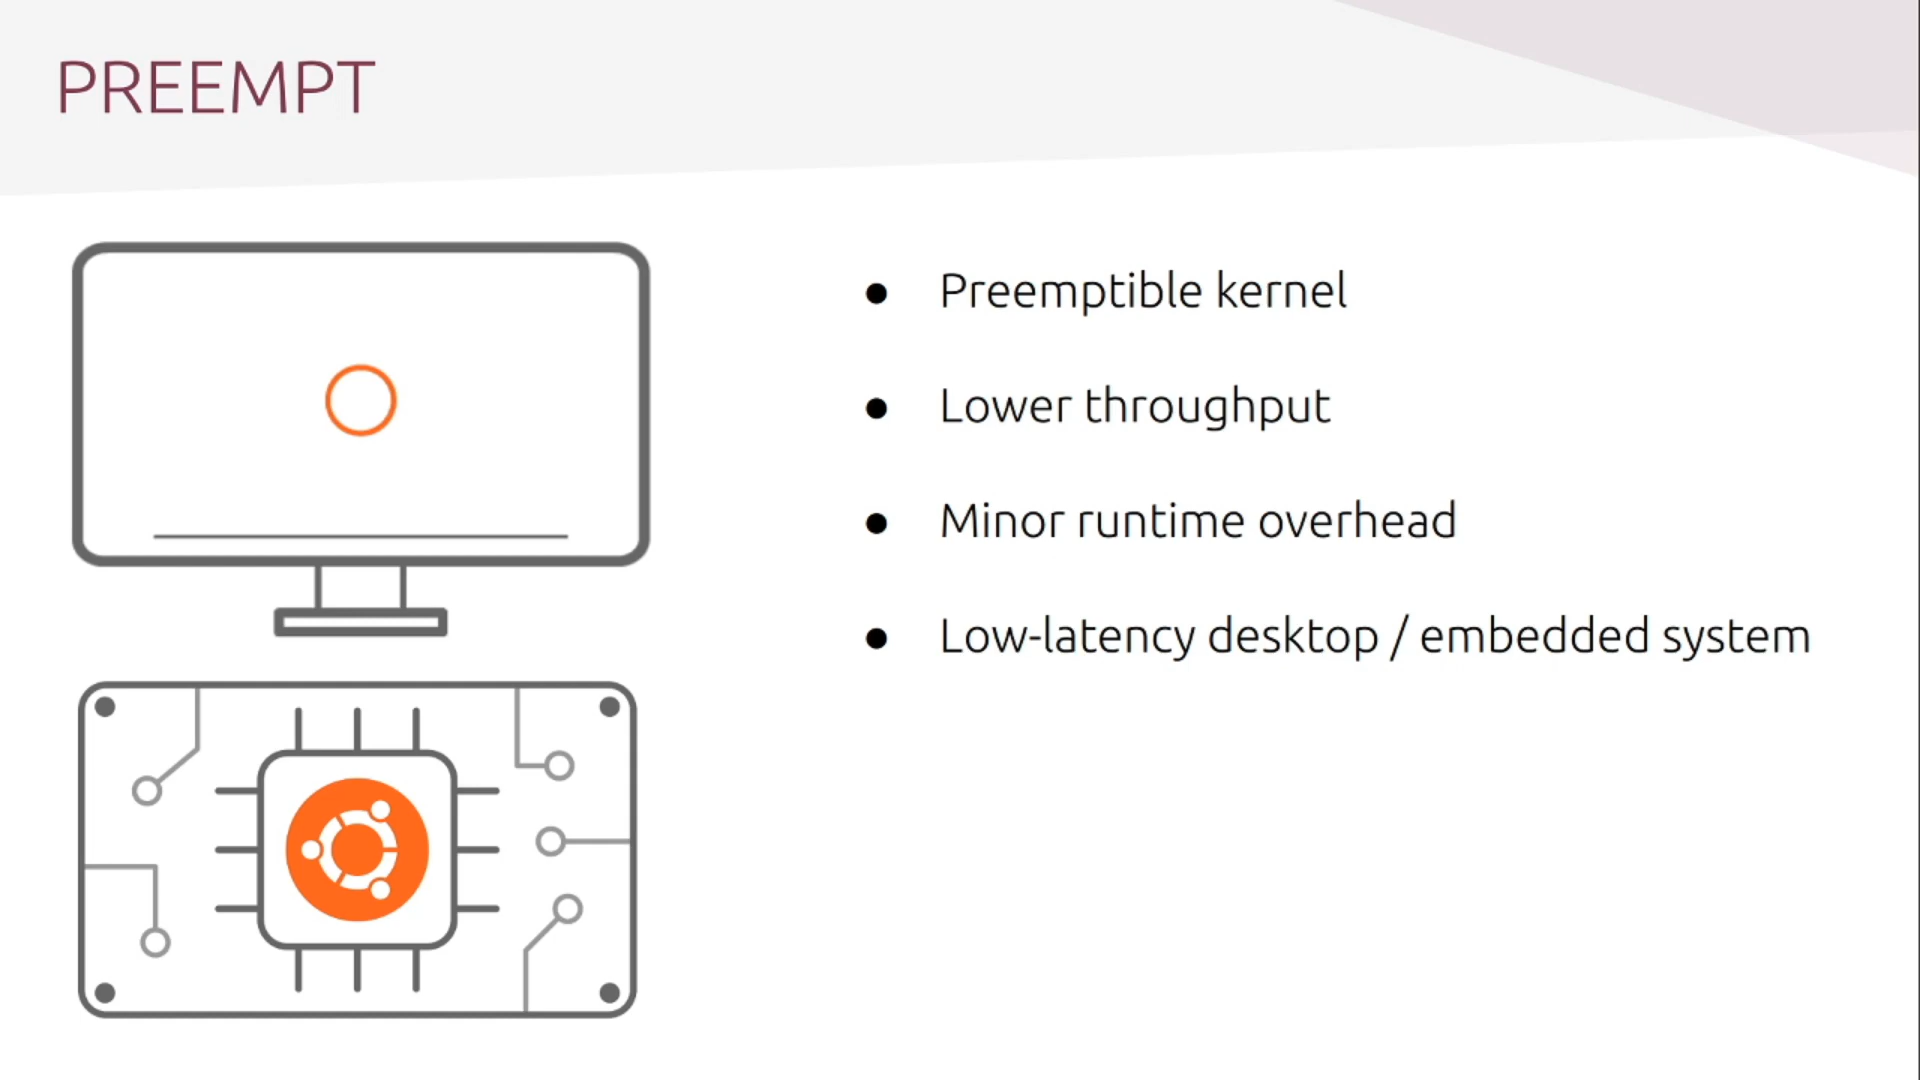 PREEMPT
● Preemptible kernel
● Lower throughput
● Minor runtime overhead
● Low-latency desktop / embedded system